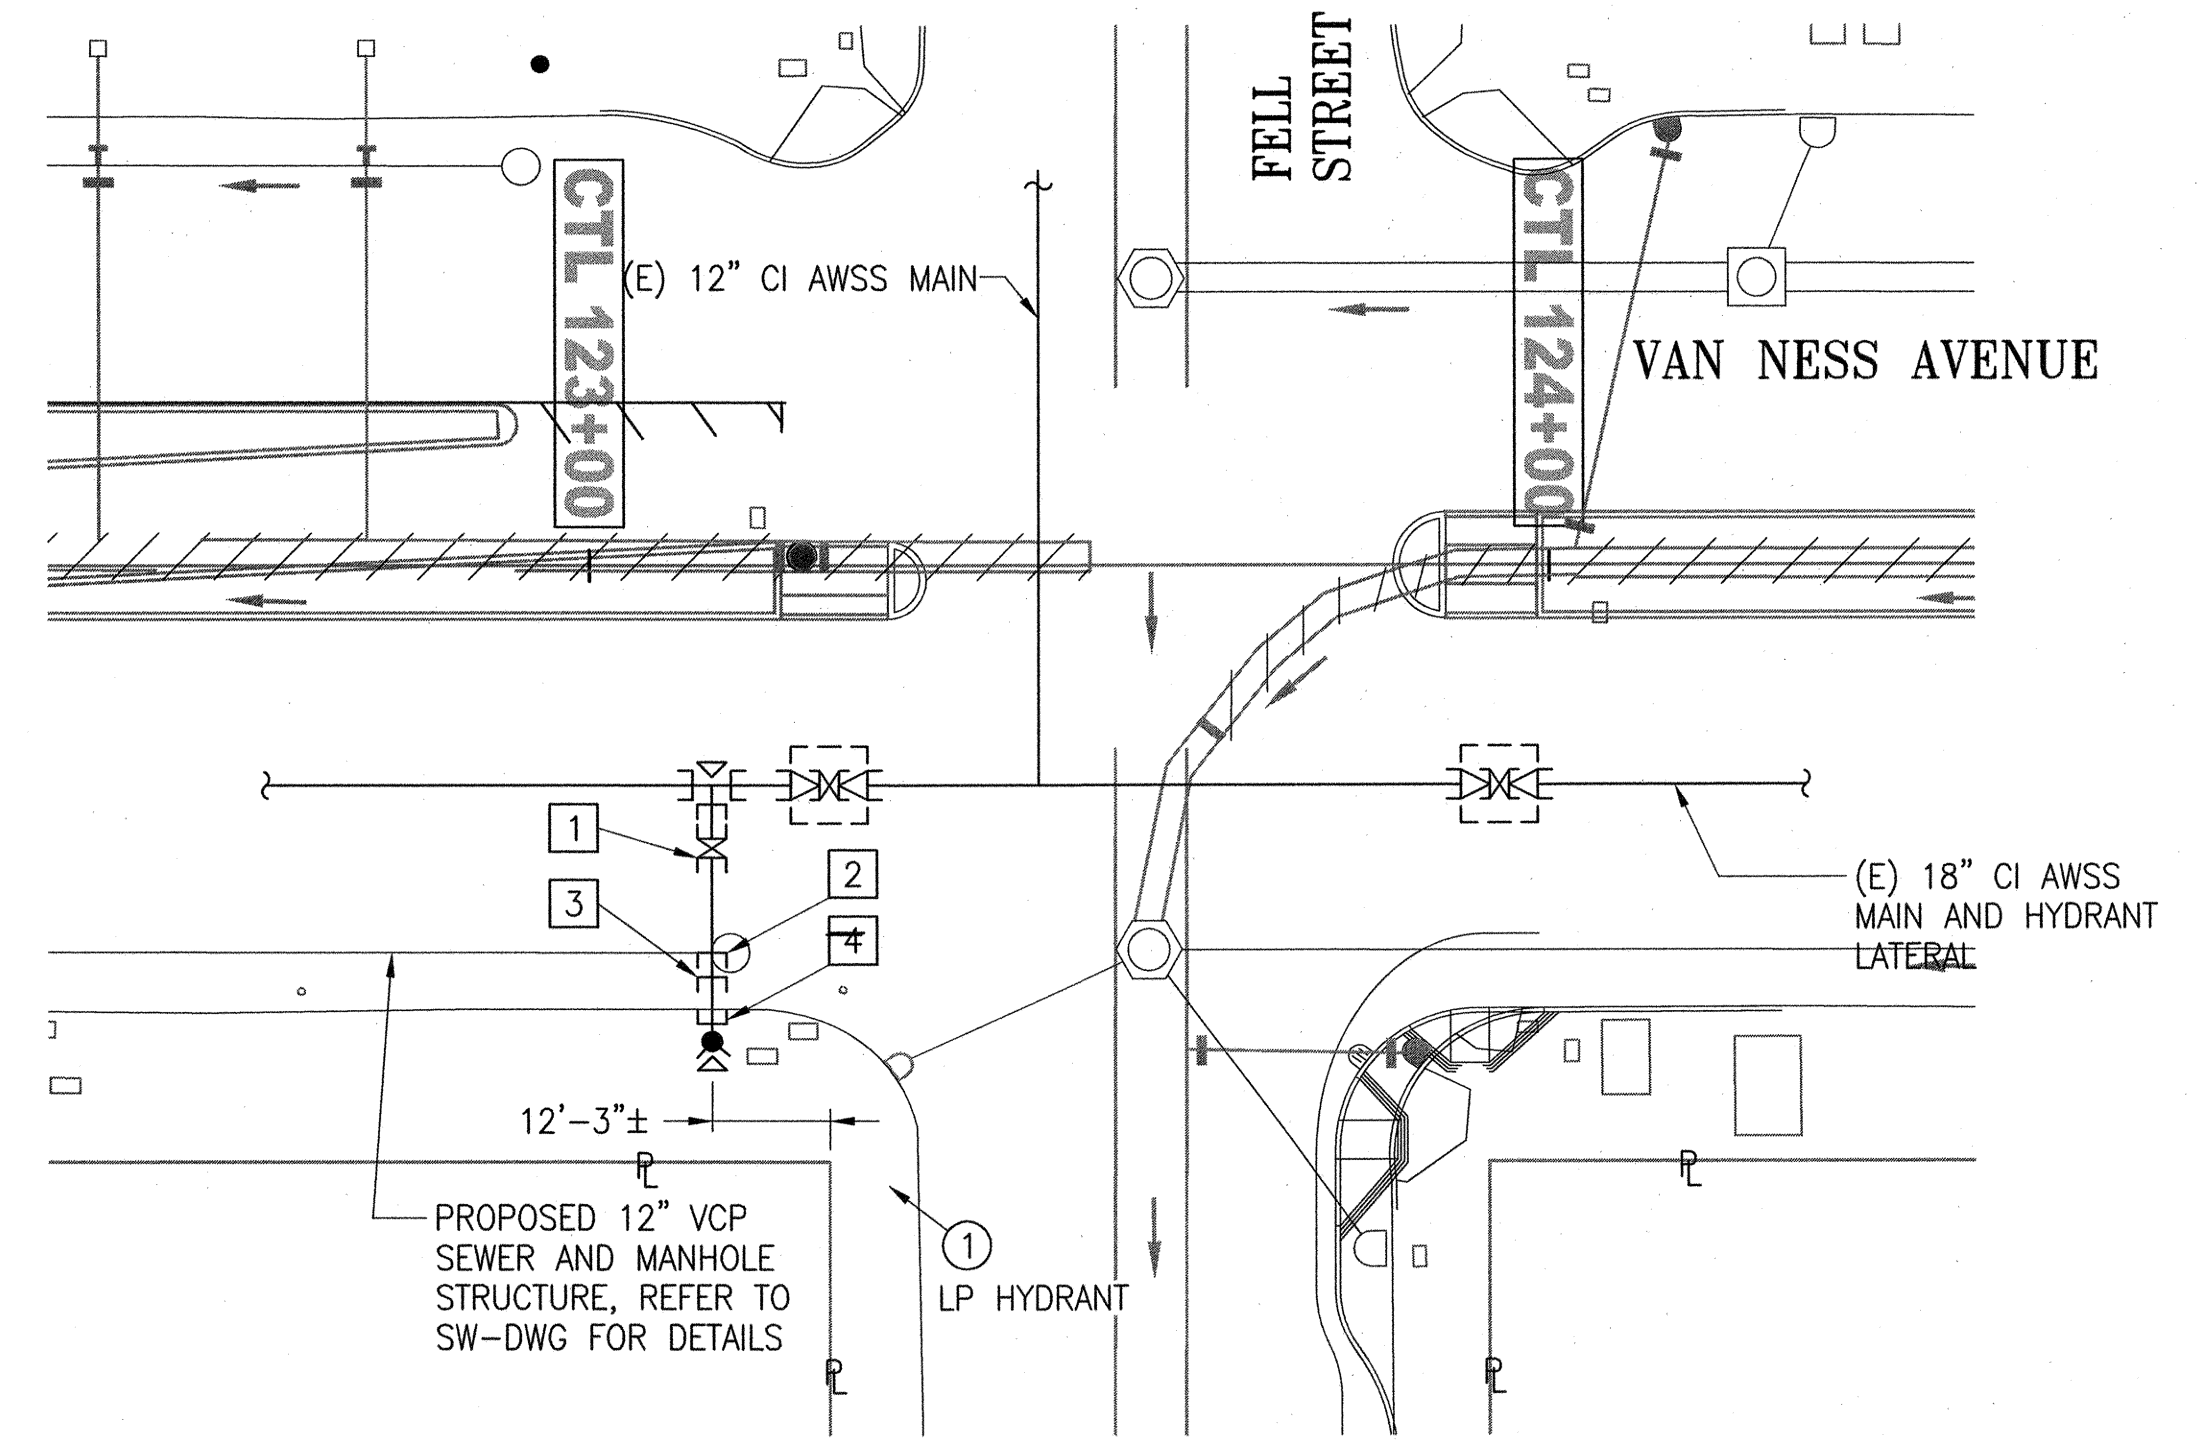 FELL
STREET
CTL 123+00
(E) 12" CI AWSS MAIN
CTL 124+00
VAN NESS AVENUE
1
2
3
4
(E) 18" CI AWSS
MAIN AND HYDRANT
LATERAL
12'-3"±
PL
PL
PROPOSED 12" VCP
SEWER AND MANHOLE
STRUCTURE, REFER TO
SW-DWG FOR DETAILS
1
LP HYDRANT
PL
PL